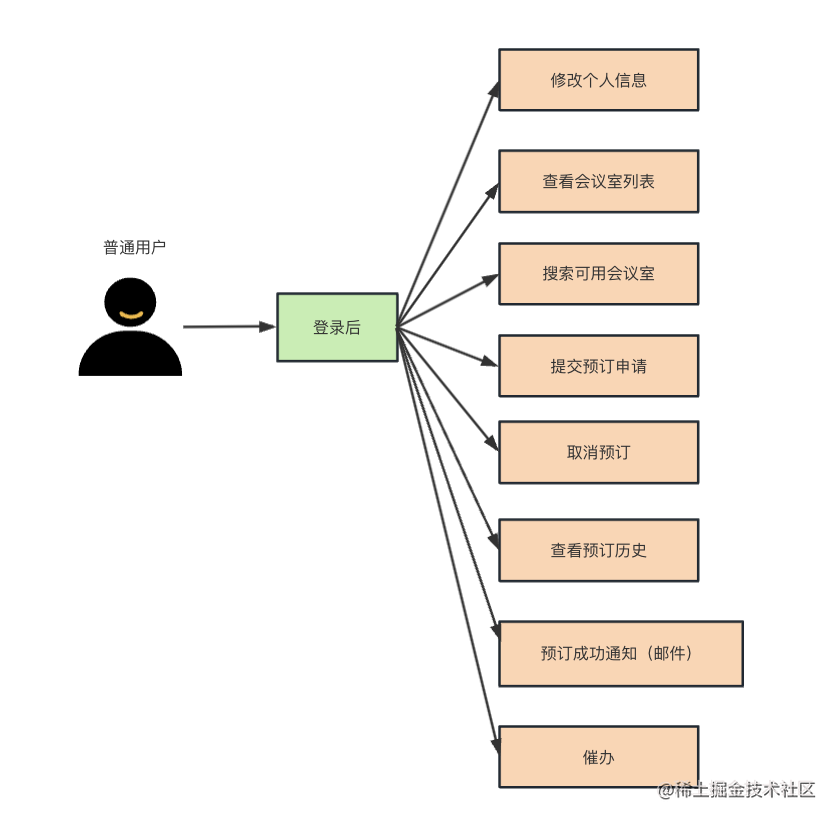 修改个人信息
查看会议室列表
普通用户
搜索可用会议室
登录后
提交预订申请
取消预订
查看预订历史
预订成功通知（邮件）
催办
@稀土掘金技术社区